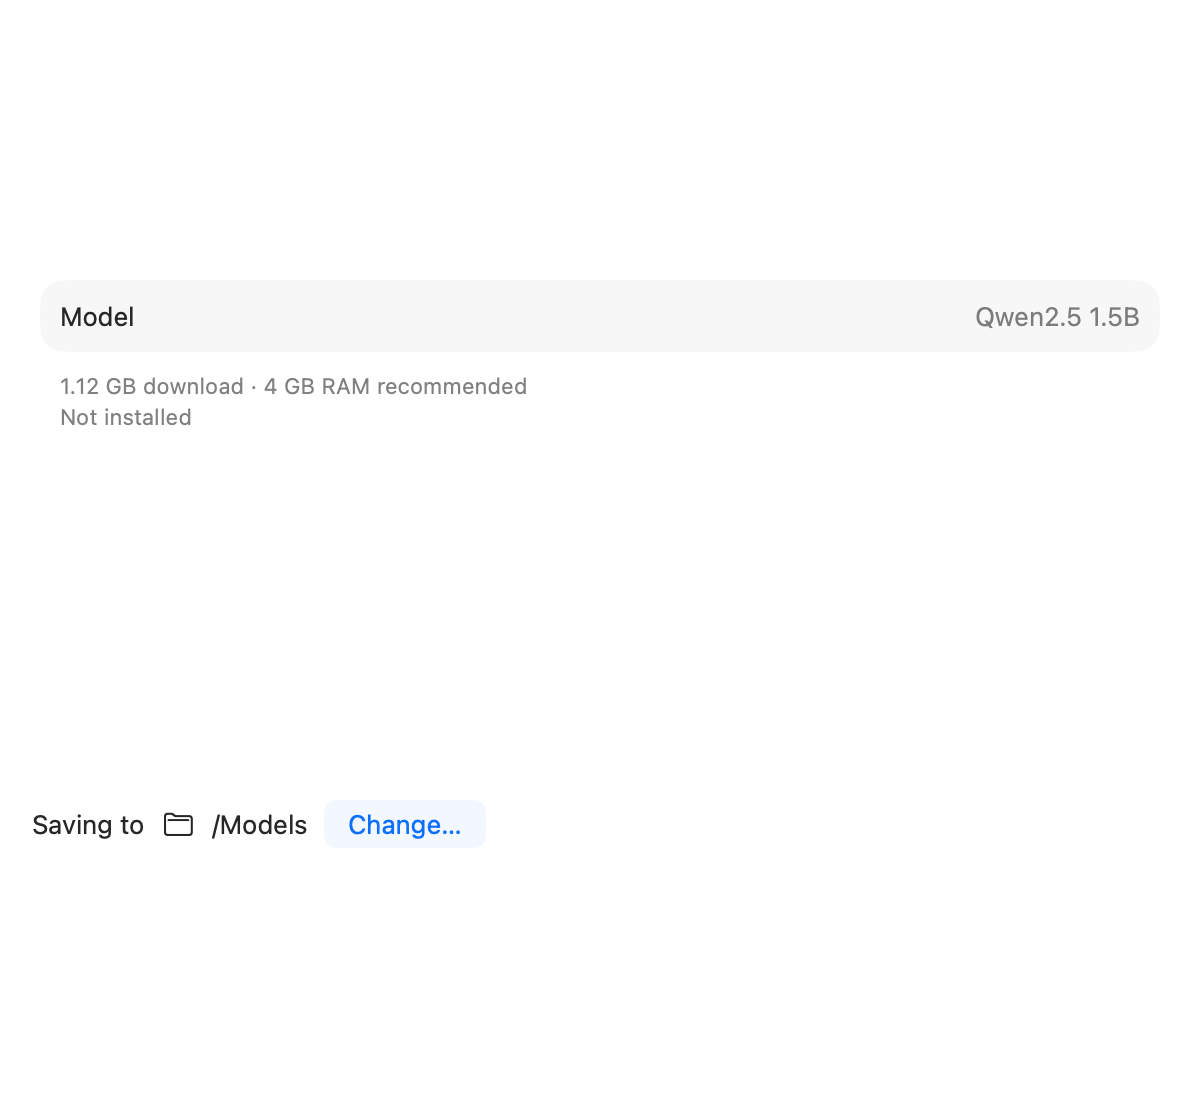 Model Qwen2.5 1.5B
1.12 GB download · 4 GB RAM recommended
Not installed
Saving to /Models Change...